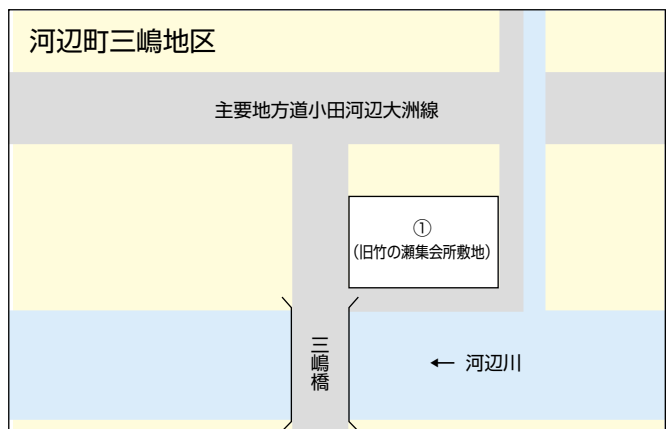 河辺町三嶋地区
主要地方道小田河辺大洲線
①
(旧竹の瀬集会所敷地)
三嶋橋
← 河辺川